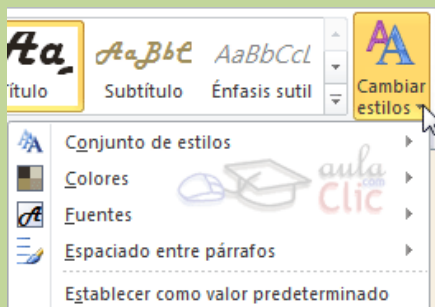 Aa
AaBbC
AaBbCcL
ítulo
Subtítulo
Énfasis sutil
Cambiar
estilos
Conjunto de estilos
Colores
Fuentes
Espaciado entre párrafos
Establecer como valor predeterminado
aula
.com
Clic